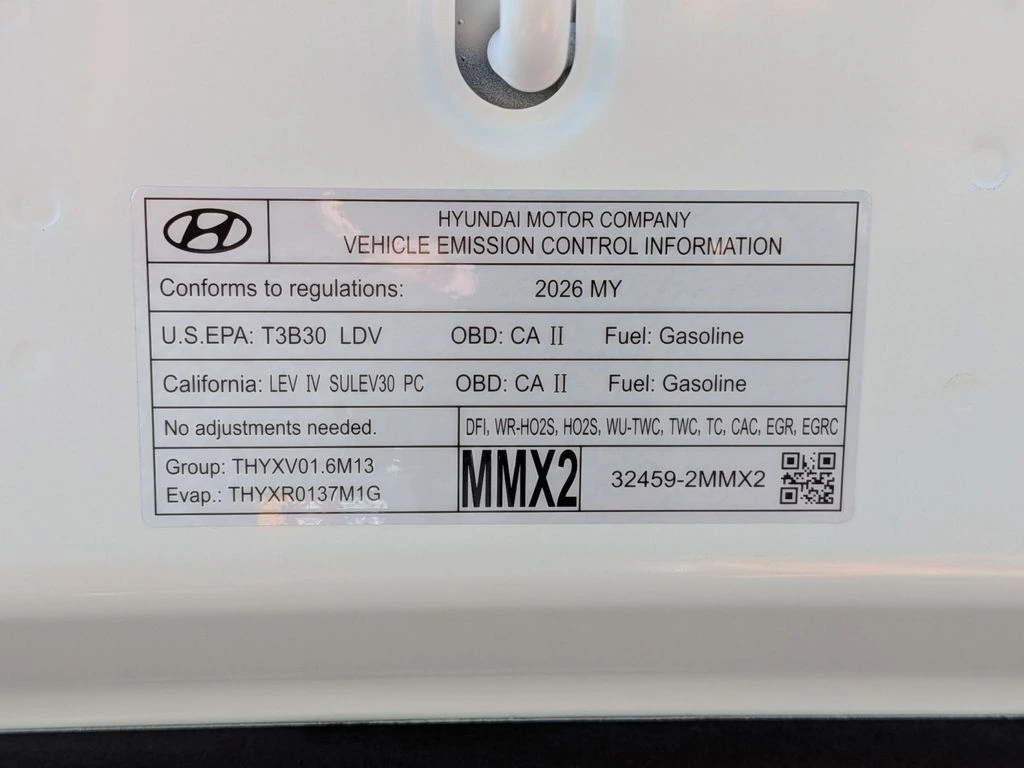 HYUNDAI MOTOR COMPANY
VEHICLE EMISSION CONTROL INFORMATION
Conforms to regulations: 2026 MY
U.S.EPA: T3B30 LDV OBD: CA II Fuel: Gasoline
California: LEV IV SULEV30 PC OBD: CA II Fuel: Gasoline
No adjustments needed. DFI, WR-HO2S, HO2S, WU-TWC, TWC, TC, CAC, EGR, EGRC
Group: THYXV01.6M13
Evap.: THYXR0137M1G
MMX2 32459-2MMX2